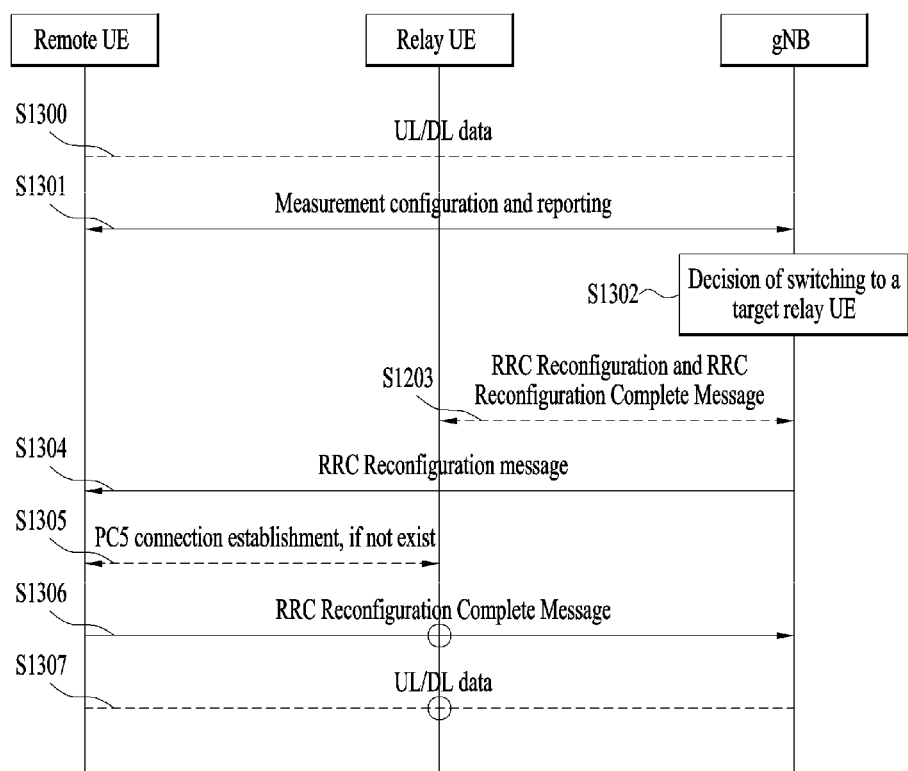 Remote UE
Relay UE
gNB
S1300
UL/DL data
S1301
Measurement configuration and reporting
S1302
Decision of switching to a
target relay UE
S1203
RRC Reconfiguration and RRC
Reconfiguration Complete Message
S1304
RRC Reconfiguration message
S1305
PC5 connection establishment, if not exist
S1306
RRC Reconfiguration Complete Message
S1307
UL/DL data